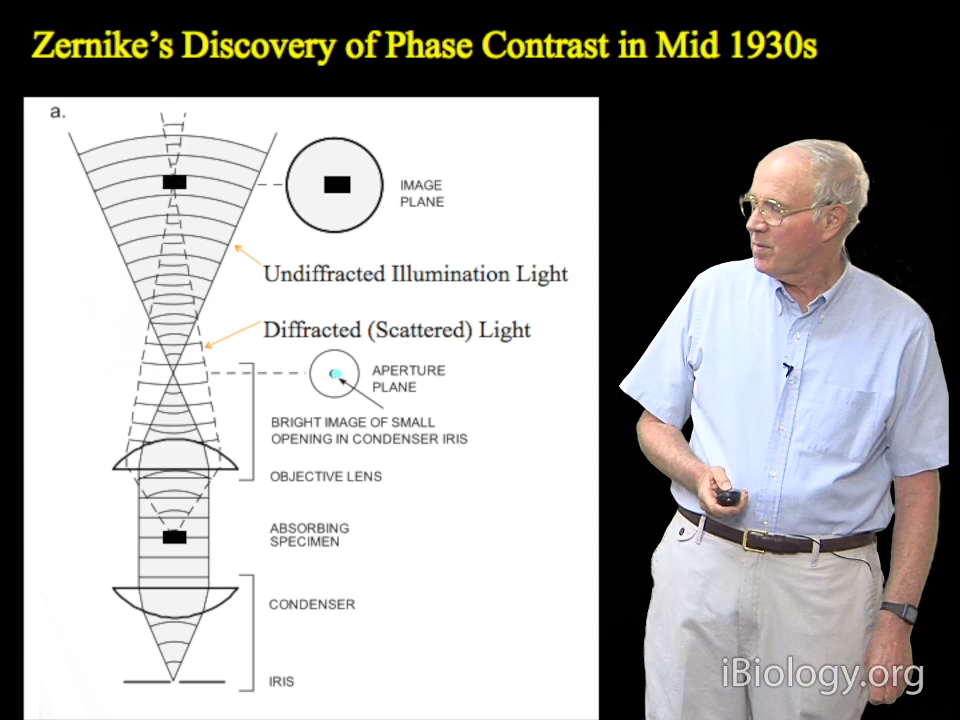 Zernike's Discovery of Phase Contrast in Mid 1930s
a.
IMAGE
PLANE
Undiffracted Illumination Light
Diffracted (Scattered) Light
APERTURE
PLANE
BRIGHT IMAGE OF SMALL
OPENING IN CONDENSER IRIS
OBJECTIVE LENS
ABSORBING
SPECIMEN
CONDENSER
IRIS
iBiology.org